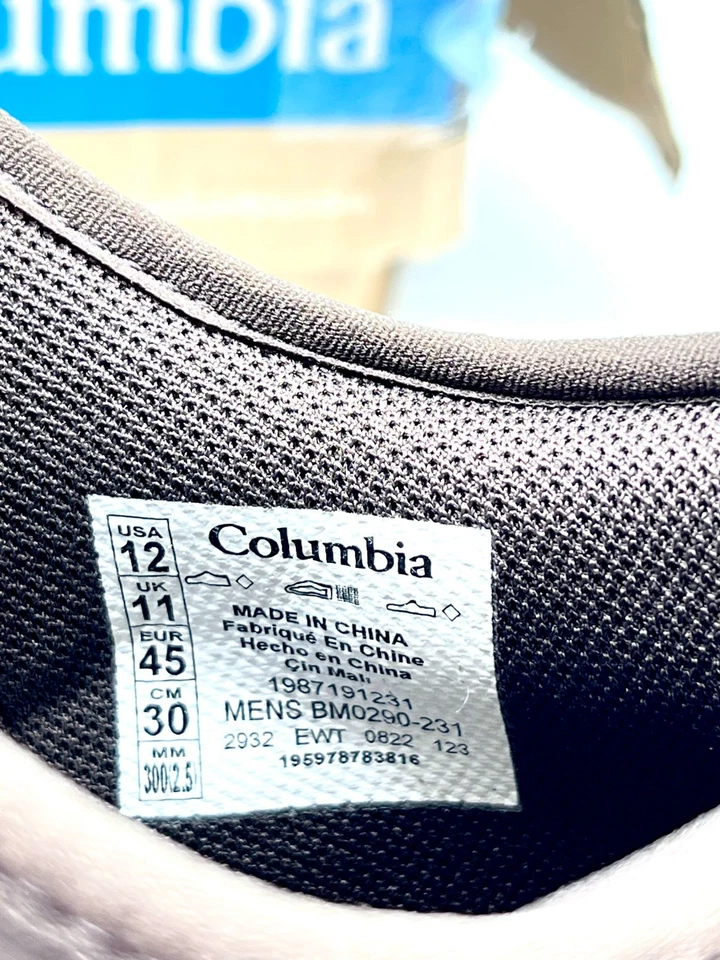 umbia
USA
12
UK
11
EUR
45
CM
30
MM
300(2.5)
Columbia
MADE IN CHINA
Fabriqué En Chine
Hecho en China
Çin Malı
1987191231
MENS BM0290-231
2932 EWT 0822 123
195978783816